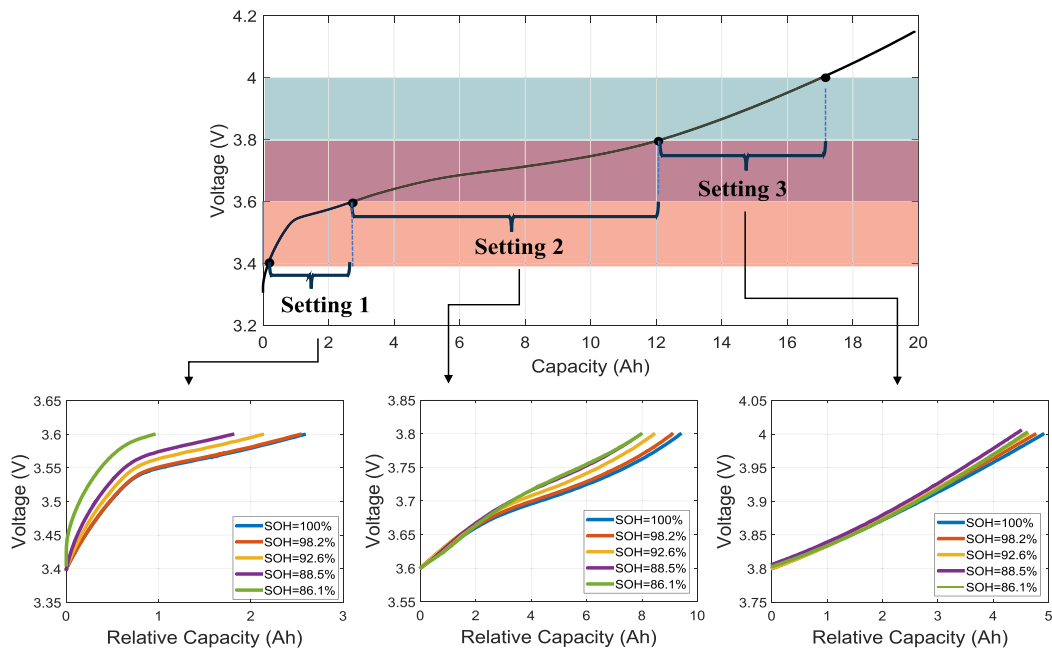 4.2
4
3.8
3.6
3.4
3.2
Voltage (V)
Setting 1
Setting 2
Setting 3
0 2 4 6 8 10 12 14 16 18 20
Capacity (Ah)
3.65
3.6
3.55
3.5
3.45
3.4
3.35
Voltage (V)
SOH=100%
SOH=98.2%
SOH=92.6%
SOH=88.5%
SOH=86.1%
0 1 2 3
Relative Capacity (Ah)
3.85
3.8
3.75
3.7
3.65
3.6
3.55
Voltage (V)
SOH=100%
SOH=98.2%
SOH=92.6%
SOH=88.5%
SOH=86.1%
0 2 4 6 8 10
Relative Capacity (Ah)
4.05
4
3.95
3.9
3.85
3.8
3.75
Voltage (V)
SOH=100%
SOH=98.2%
SOH=92.6%
SOH=88.5%
SOH=86.1%
0 1 2 3 4 5
Relative Capacity (Ah)